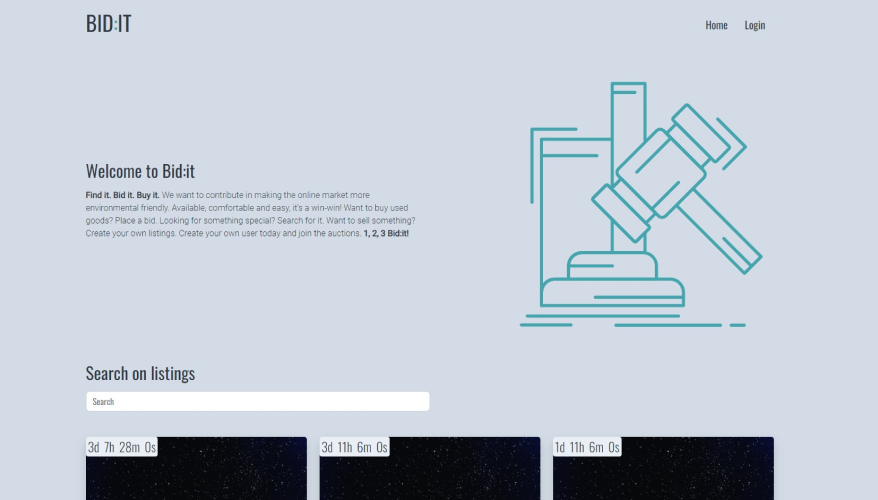 BID:IT
Home Login
Welcome to Bid:it
Find it. Bid it. Buy it. We want to contribute in making the online market more
environmental friendly. Available, comfortable and easy, it's a win-win! Want to buy used
goods? Place a bid. Looking for something special? Search for it. Want to sell something?
Create your own listings. Create your own user today and join the auctions. 1, 2, 3 Bid:it!
Search on listings
Search
3d 7h 28m 0s
3d 11h 6m 0s
1d 11h 6m 0s